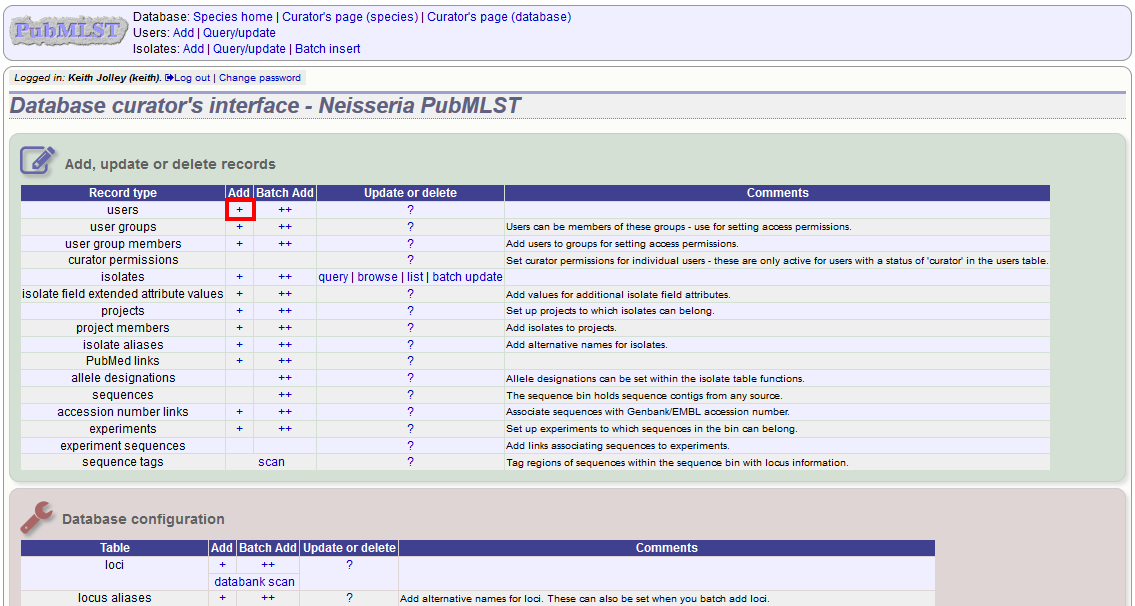 PubMLST
Database: Species home | Curator's page (species) | Curator's page (database)
Users: Add | Query/update
Isolates: Add | Query/update | Batch insert
Logged in: Keith Jolley (keith). Log out | Change password
Database curator's interface - Neisseria PubMLST
Add, update or delete records
Record type Add Batch Add Update or delete Comments
users + ++ ?
user groups + ++ ? Users can be members of these groups - use for setting access permissions.
user group members + ++ ? Add users to groups for setting access permissions.
curator permissions ? Set curator permissions for individual users - these are only active for users with a status of 'curator' in the users table.
isolates + ++ query | browse | list | batch update
isolate field extended attribute values + ++ ? Add values for additional isolate field attributes.
projects + ++ ? Set up projects to which isolates can belong.
project members + ++ ? Add isolates to projects.
isolate aliases + ++ ? Add alternative names for isolates.
PubMed links + ++ ?
allele designations ++ ? Allele designations can be set within the isolate table functions.
sequences ++ ? The sequence bin holds sequence contigs from any source.
accession number links + ++ ? Associate sequences with Genbank/EMBL accession number.
experiments + ++ ? Set up experiments to which sequences in the bin can belong.
experiment sequences ? Add links associating sequences to experiments.
sequence tags scan ? Tag regions of sequences within the sequence bin with locus information.
Database configuration
Table Add Batch Add Update or delete Comments
loci + ++ ?
databank scan
locus aliases + ++ ? Add alternative names for loci. These can also be set when you batch add loci.